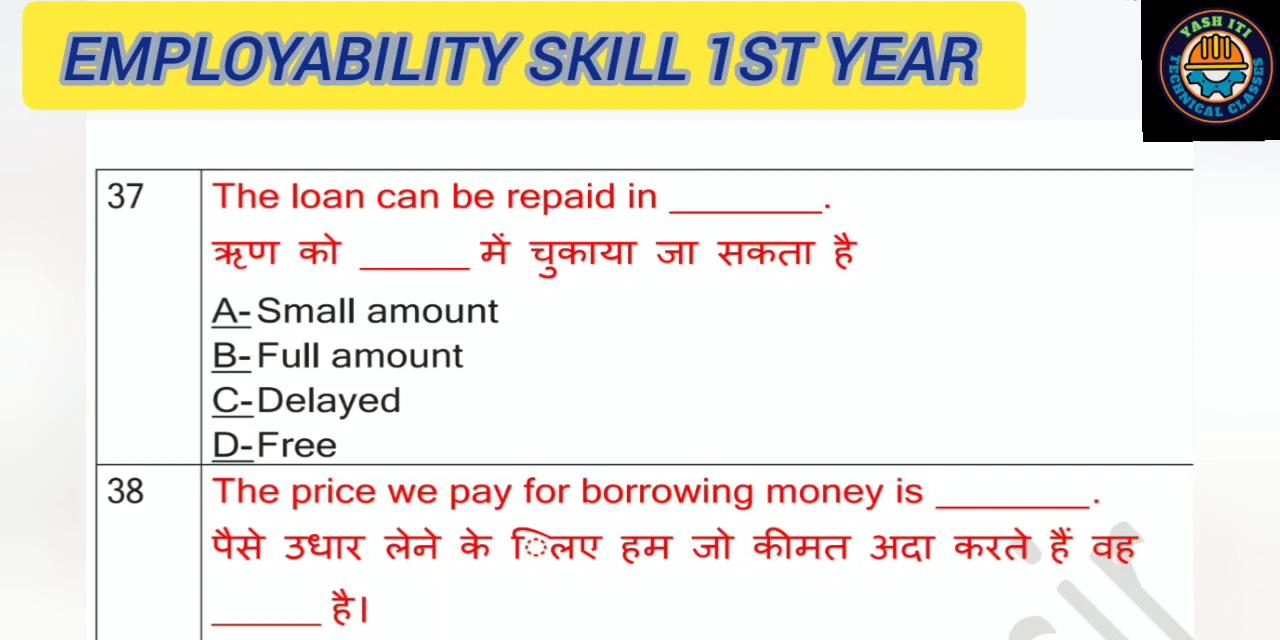 EMPLOYABILITY SKILL 1ST YEAR
YASH ITI
TECHNICAL CLASSES
37 The loan can be repaid in ________.
ऋण को ______ में चुकाया जा सकता है
A-Small amount
B-Full amount
C-Delayed
D-Free
38 The price we pay for borrowing money is ________.
पैसे उधार लेने के िलए हम जो कीमत अदा करते हैं वह
______ है।
sir